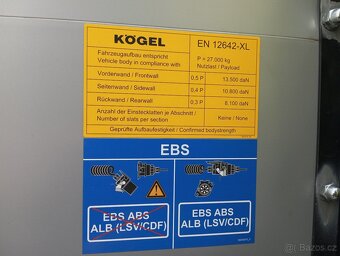 KÖGEL
EN 12642-XL
Fahrzeugaufbau entspricht
Vehicle body in compliance with
P = 27.000 kg
Nutzlast / Payload
Vorderwand / Frontwall 0,5 P 13.500 daN
Seitenwand / Sidewall 0,4 P 10.800 daN
Rückwand / Rearwall 0,3 P 8.100 daN
Anzahl der Einstecklatten je Abschnitt /
Number of slats per section
Keine / None
Geprüfte Aufbaufestigkeit / Confirmed bodystrength
EBS
EBS ABS
ALB (LSV/CDF)
EBS ABS
ALB (LSV/CDF)